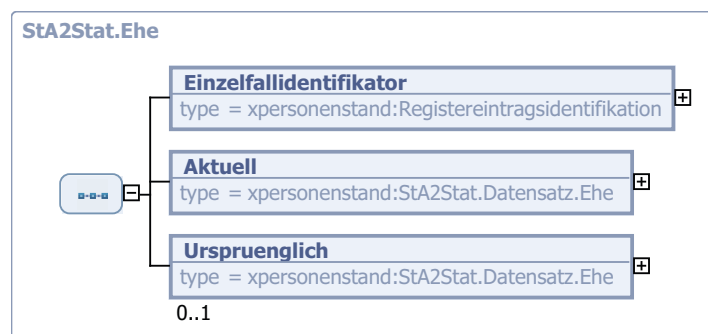 StA2Stat.Ehe
Einzelfallidentifikator
type = xpersonenstand:Registereintragsidentifikation
Aktuell
type = xpersonenstand:StA2Stat.Datensatz.Ehe
Urspruenglich
type = xpersonenstand:StA2Stat.Datensatz.Ehe
0..1